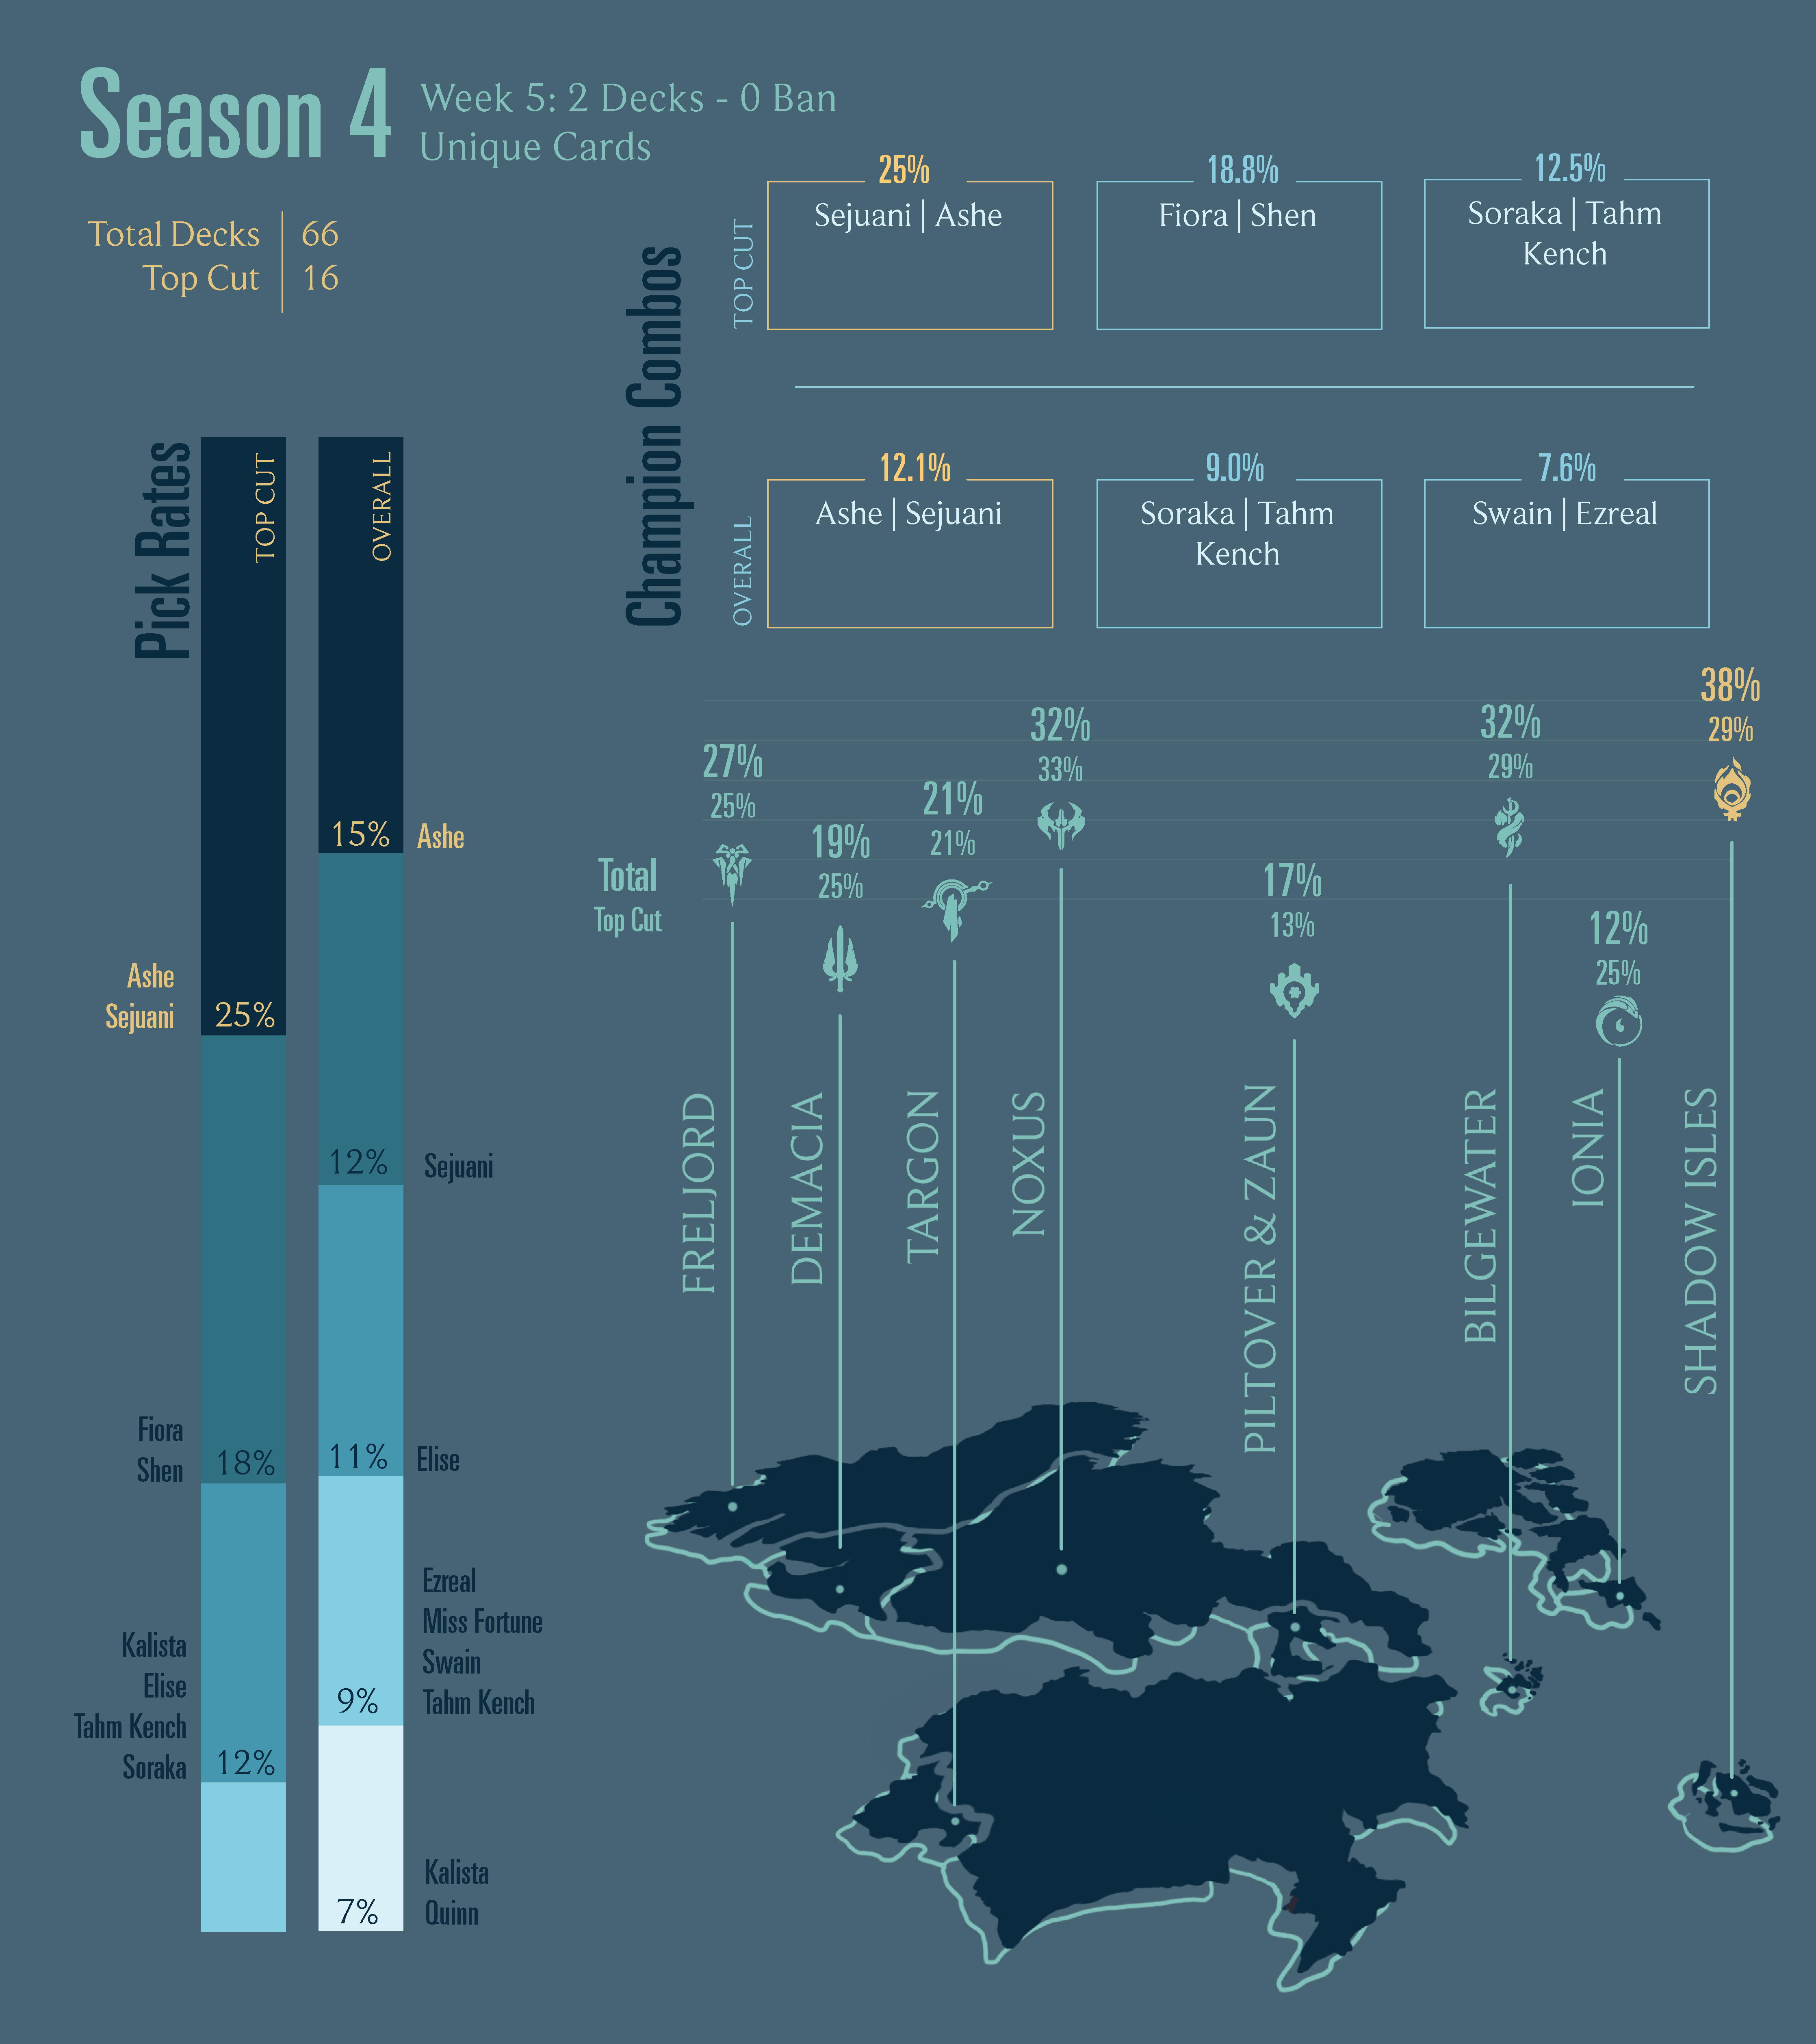 Season 4
Week 5: 2 Decks - 0 Ban
Unique Cards
Total Decks 66
Top Cut 16
Champion Combos
TOP CUT
25%
Sejuani | Ashe
18.8%
Fiora | Shen
12.5%
Soraka | Tahm
Kench
OVERALL
12.1%
Ashe | Sejuani
9.0%
Soraka | Tahm
Kench
7.6%
Swain | Ezreal
Pick Rates
TOP CUT
Ashe
Sejuani
25%
Fiora
Shen
18%
Kalista
Elise
Tahm Kench
Soraka
12%
OVERALL
15%
Ashe
12%
Sejuani
11%
Elise
Ezreal
Miss Fortune
Swain
Tahm Kench
9%
Kalista
Quinn
7%
Total
Top Cut
27%
25%
FRELJORD
19%
25%
DEMACIA
21%
21%
TARGON
32%
33%
NOXUS
17%
13%
PILTOVER & ZAUN
32%
29%
BILGEWATER
12%
25%
IONIA
38%
29%
SHADOW ISLES